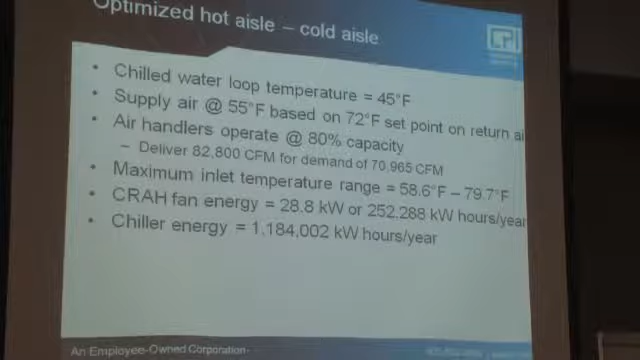 Optimized hot aisle – cold aisle
CPI
• Chilled water loop temperature = 45°F
• Supply air @ 55°F based on 72°F set point on return ai
• Air handlers operate @ 80% capacity
– Deliver 82,800 CFM for demand of 70,965 CFM
• Maximum inlet temperature range = 58.6°F – 79.7°F
• CRAH fan energy = 28.8 kW or 252,288 kW hours/year
• Chiller energy = 1,184,002 kW hours/year
An Employee-Owned Corporation